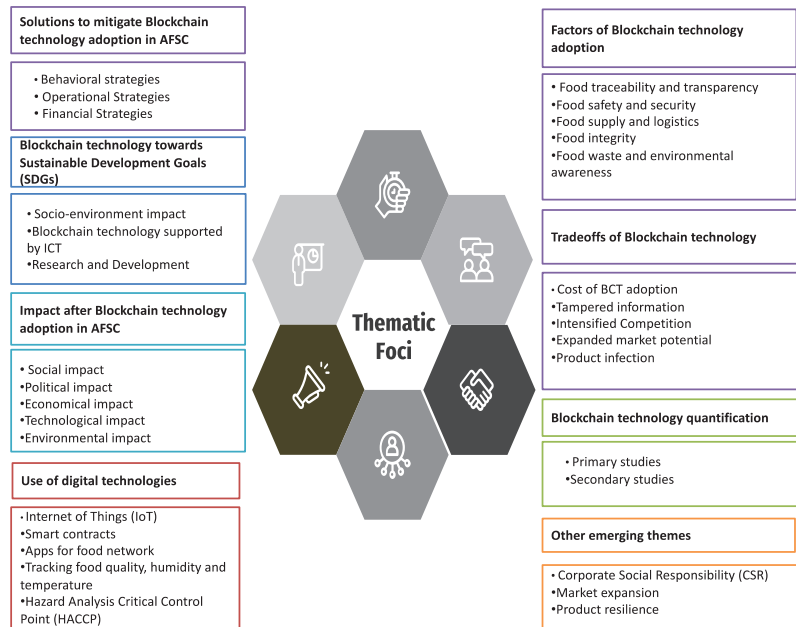 Solutions to mitigate Blockchain
technology adoption in AFSC
• Behavioral strategies
• Operational Strategies
• Financial Strategies
Blockchain technology towards
Sustainable Development Goals
(SDGs)
• Socio-environment impact
•Blockchain technology supported
by ICT
•Research and Development
Impact after Blockchain technology
adoption in AFSC
• Social impact
•Political impact
•Economical impact
•Technological impact
•Environmental impact
Use of digital technologies
• Internet of Things (IoT)
•Smart contracts
•Apps for food network
•Tracking food quality, humidity and
temperature
•Hazard Analysis Critical Control
Point (HACCP)
Thematic
Foci
Factors of Blockchain technology
adoption
• Food traceability and transparency
•Food safety and security
•Food supply and logistics
•Food integrity
•Food waste and environmental
awareness
Tradeoffs of Blockchain technology
• Cost of BCT adoption
•Tampered information
•Intensified Competition
•Expanded market potential
•Product infection
Blockchain technology quantification
• Primary studies
•Secondary studies
Other emerging themes
• Corporate Social Responsibility (CSR)
•Market expansion
•Product resilience